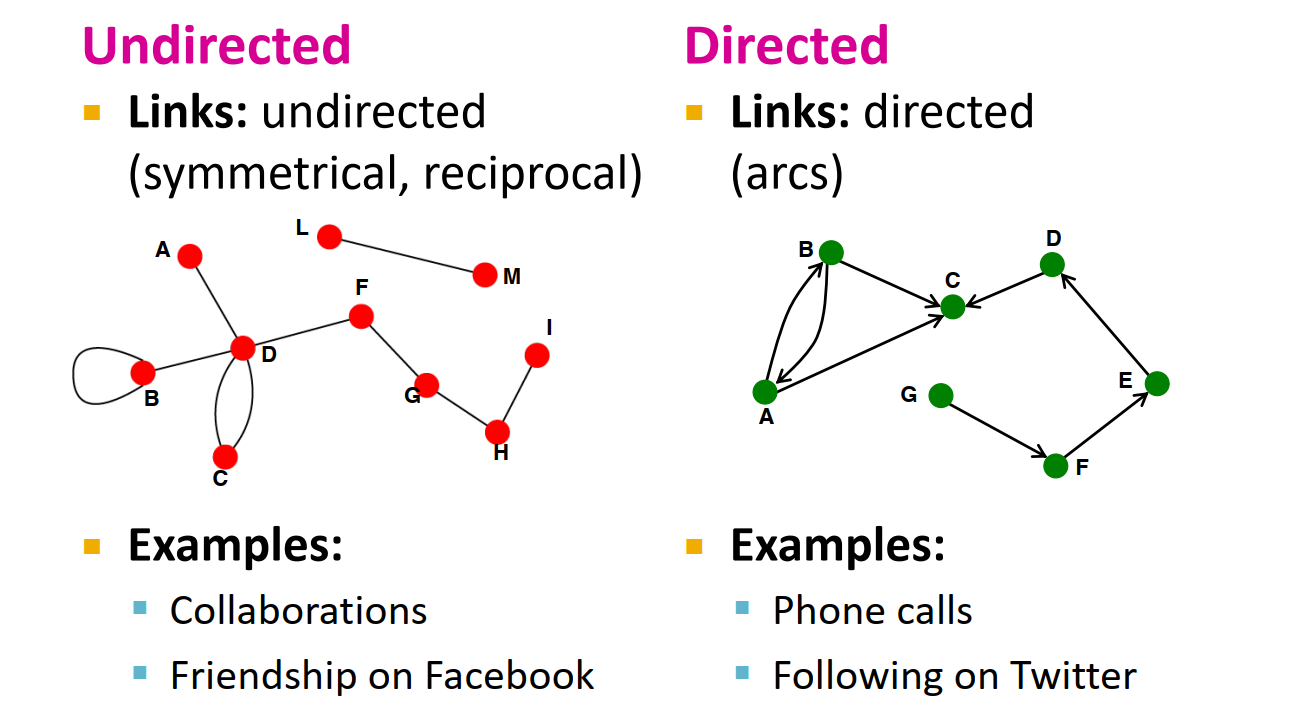 Undirected
Links: undirected
(symmetrical, reciprocal)
A
L
M
F
I
D
B
G
H
C
Examples:
Collaborations
Friendship on Facebook
Directed
Links: directed
(arcs)
B
D
C
E
G
A
F
Examples:
Phone calls
Following on Twitter